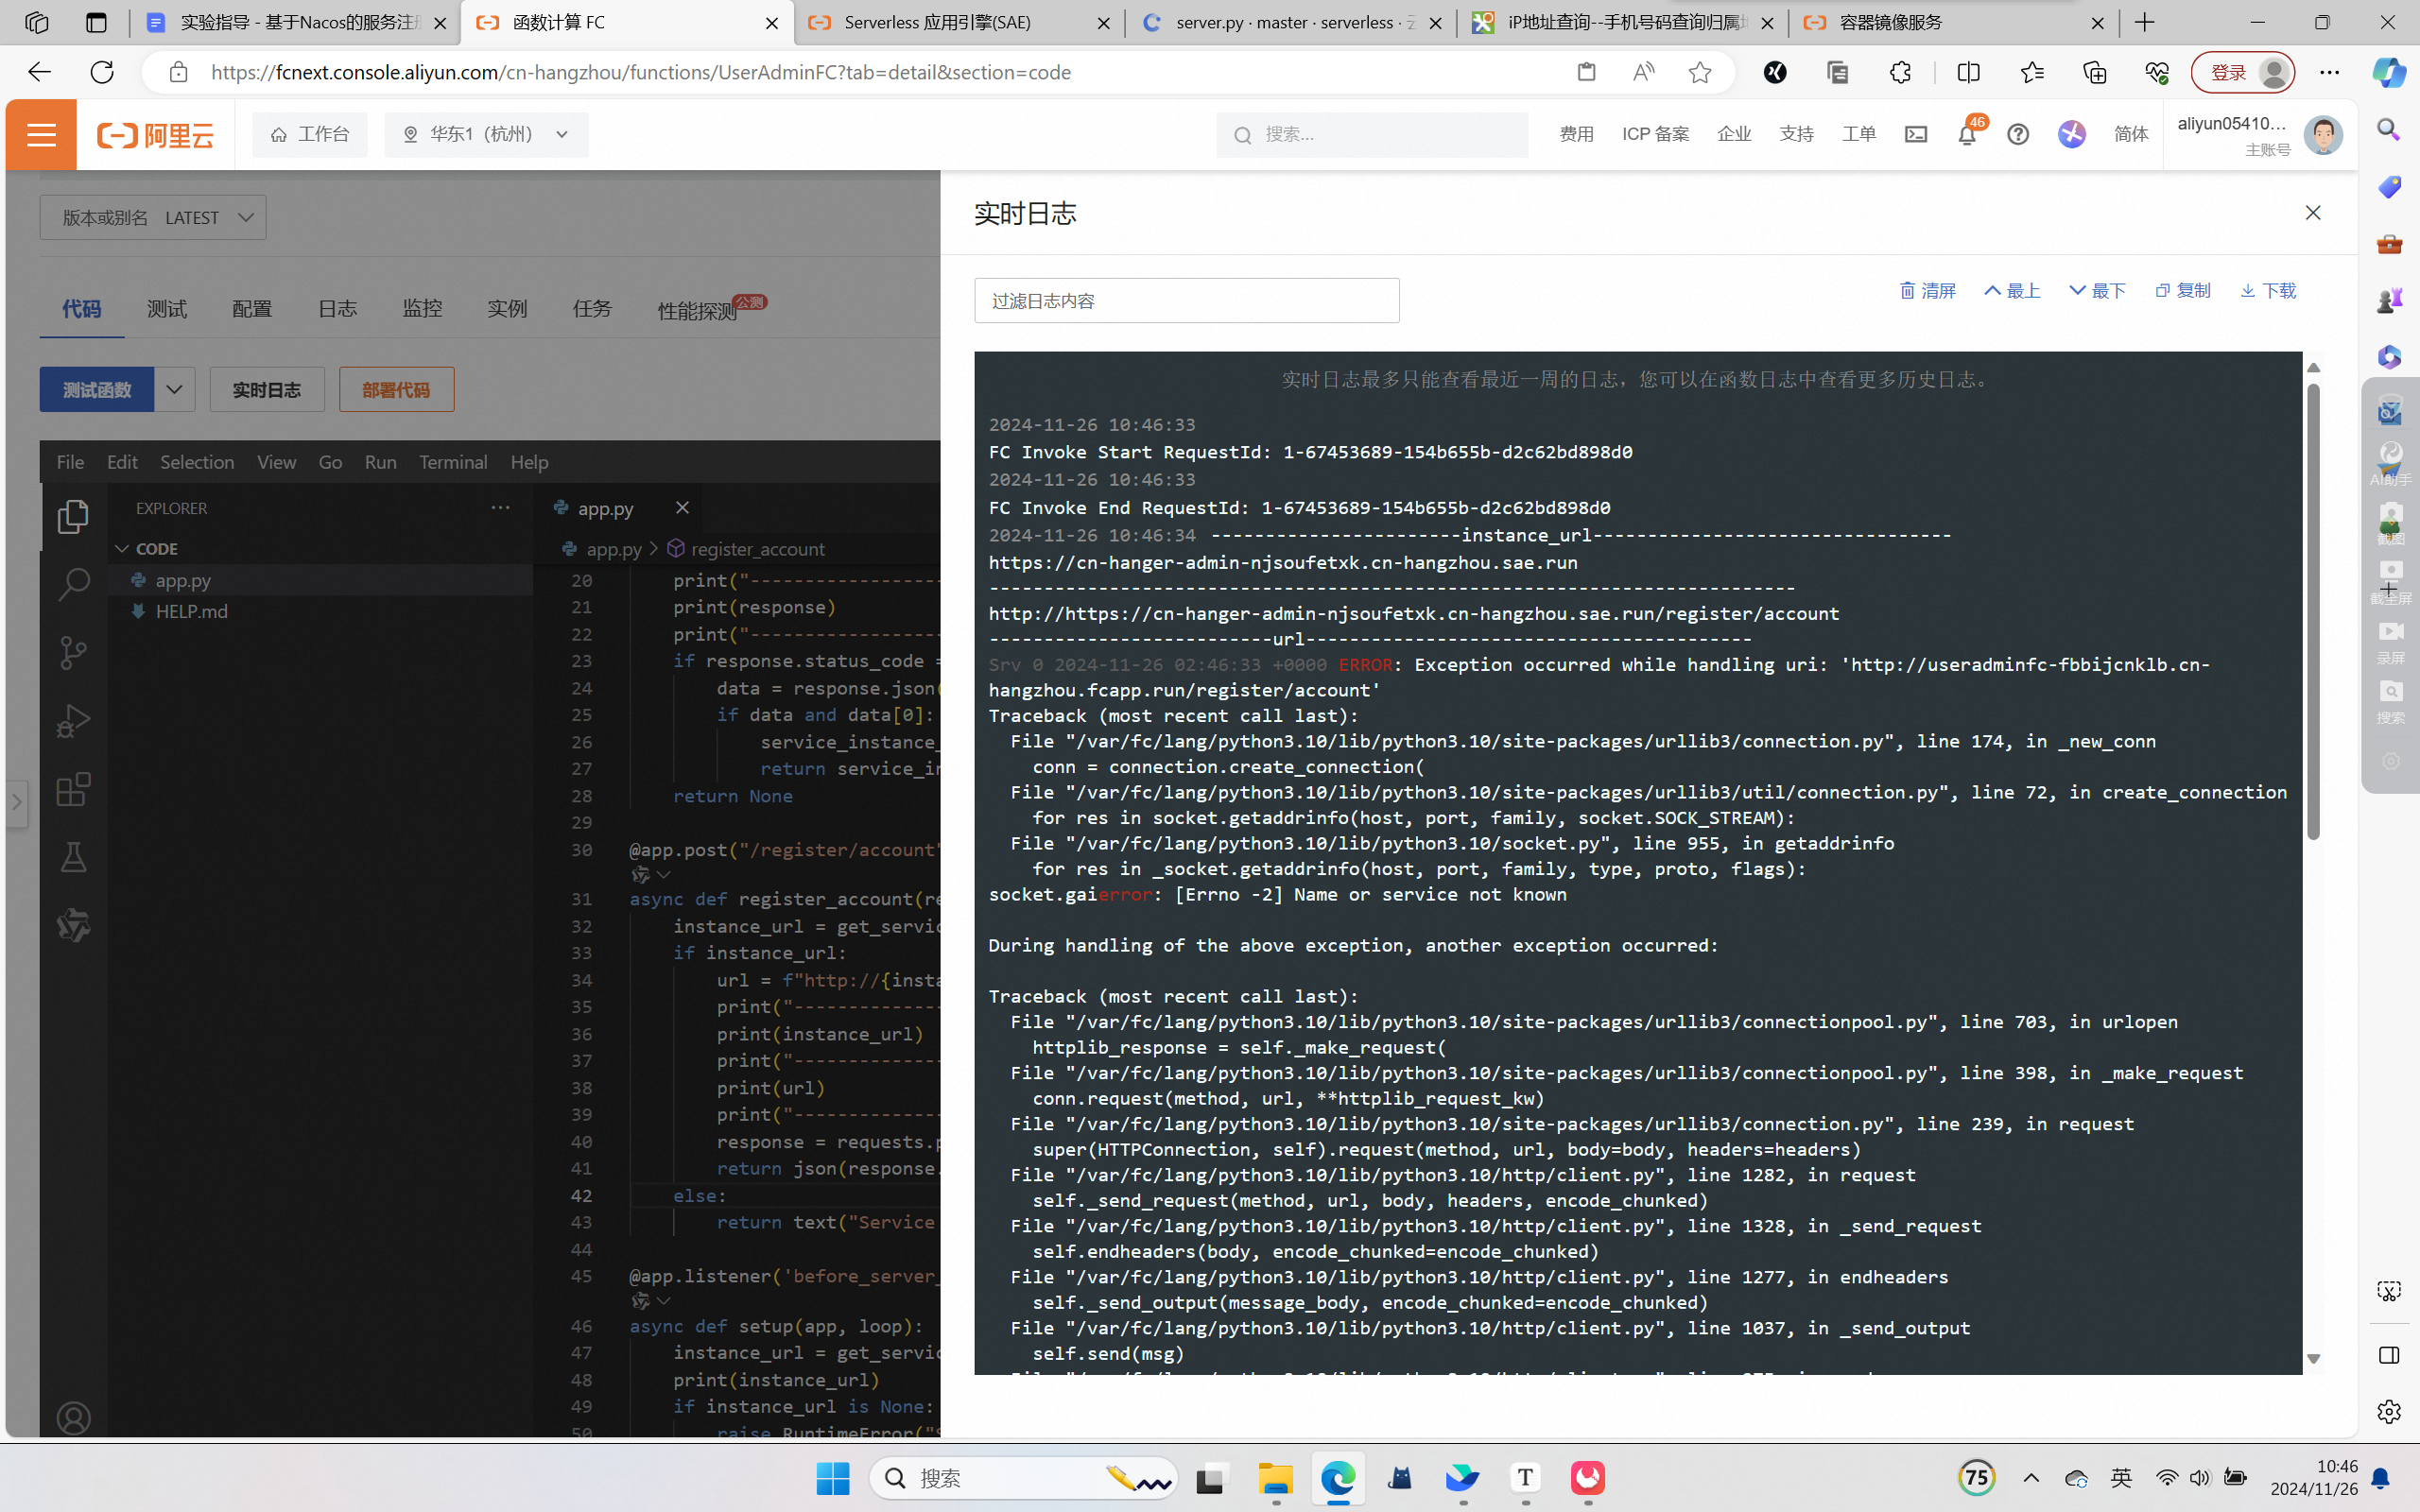 实验指导 - 基于Nacos的服务注册
函数计算 FC
Serverless 应用引擎(SAE)
server.py · master · serverless · 云
iP地址查询--手机号码查询归属地
容器镜像服务
https://fcnext.console.aliyun.com/cn-hangzhou/functions/UserAdminFC?tab=detail&section=code
登录
阿里云
工作台
华东1（杭州）
搜索...
费用
ICP 备案
企业
支持
工单
46
简体
aliyun05410...
主账号
版本或别名 LATEST
代码
测试
配置
日志
监控
实例
任务
性能探测
公测
测试函数
实时日志
部署代码
File Edit Selection View Go Run Terminal Help
EXPLORER
CODE
app.py
HELP.md
app.py
app.py > register_account
20 print("------------------
21 print(response)
22 print("------------------
23 if response.status_code =
24 data = response.json(
25 if data and data[0]:
26 service_instance_
27 return service_in
28 return None
29
30 @app.post("/register/account"
31 async def register_account(re
32 instance_url = get_servic
33 if instance_url:
34 url = f"http://{insta
35 print("--------------
36 print(instance_url)
37 print("--------------
38 print(url)
39 print("--------------
40 response = requests.p
41 return json(response.
42 else:
43 return text("Service
44
45 @app.listener('before_server_
46 async def setup(app, loop):
47 instance_url = get_servic
48 print(instance_url)
49 if instance_url is None:
50 raise RuntimeError("S
实时日志
过滤日志内容
清屏
最上
最下
复制
下载
实时日志最多只能查看最近一周的日志，您可以在函数日志中查看更多历史日志。
2024-11-26 10:46:33
FC Invoke Start RequestId: 1-67453689-154b655b-d2c62bd898d0
2024-11-26 10:46:33
FC Invoke End RequestId: 1-67453689-154b655b-d2c62bd898d0
2024-11-26 10:46:34 -----------------------instance_url---------------------------------
https://cn-hanger-admin-njsoufetxk.cn-hangzhou.sae.run
--------------------------------------------------------------------------
http://https://cn-hanger-admin-njsoufetxk.cn-hangzhou.sae.run/register/account
--------------------------url-----------------------------------------
Srv 0 2024-11-26 02:46:33 +0000 ERROR: Exception occurred while handling uri: 'http://useradminfc-fbbijcnklb.cn-
hangzhou.fcapp.run/register/account'
Traceback (most recent call last):
File "/var/fc/lang/python3.10/lib/python3.10/site-packages/urllib3/connection.py", line 174, in _new_conn
conn = connection.create_connection(
File "/var/fc/lang/python3.10/lib/python3.10/site-packages/urllib3/util/connection.py", line 72, in create_connection
for res in socket.getaddrinfo(host, port, family, socket.SOCK_STREAM):
File "/var/fc/lang/python3.10/lib/python3.10/socket.py", line 955, in getaddrinfo
for res in _socket.getaddrinfo(host, port, family, type, proto, flags):
socket.gaierror: [Errno -2] Name or service not known
During handling of the above exception, another exception occurred:
Traceback (most recent call last):
File "/var/fc/lang/python3.10/lib/python3.10/site-packages/urllib3/connectionpool.py", line 703, in urlopen
httplib_response = self._make_request(
File "/var/fc/lang/python3.10/lib/python3.10/site-packages/urllib3/connectionpool.py", line 398, in _make_request
conn.request(method, url, **httplib_request_kw)
File "/var/fc/lang/python3.10/lib/python3.10/site-packages/urllib3/connection.py", line 239, in request
super(HTTPConnection, self).request(method, url, body=body, headers=headers)
File "/var/fc/lang/python3.10/lib/python3.10/http/client.py", line 1282, in request
self._send_request(method, url, body, headers, encode_chunked)
File "/var/fc/lang/python3.10/lib/python3.10/http/client.py", line 1328, in _send_request
self.endheaders(body, encode_chunked=encode_chunked)
File "/var/fc/lang/python3.10/lib/python3.10/http/client.py", line 1277, in endheaders
self._send_output(message_body, encode_chunked=encode_chunked)
File "/var/fc/lang/python3.10/lib/python3.10/http/client.py", line 1037, in _send_output
self.send(msg)
AI助手
截图
截全屏
录屏
搜索
搜索
75
英
10:46
2024/11/26